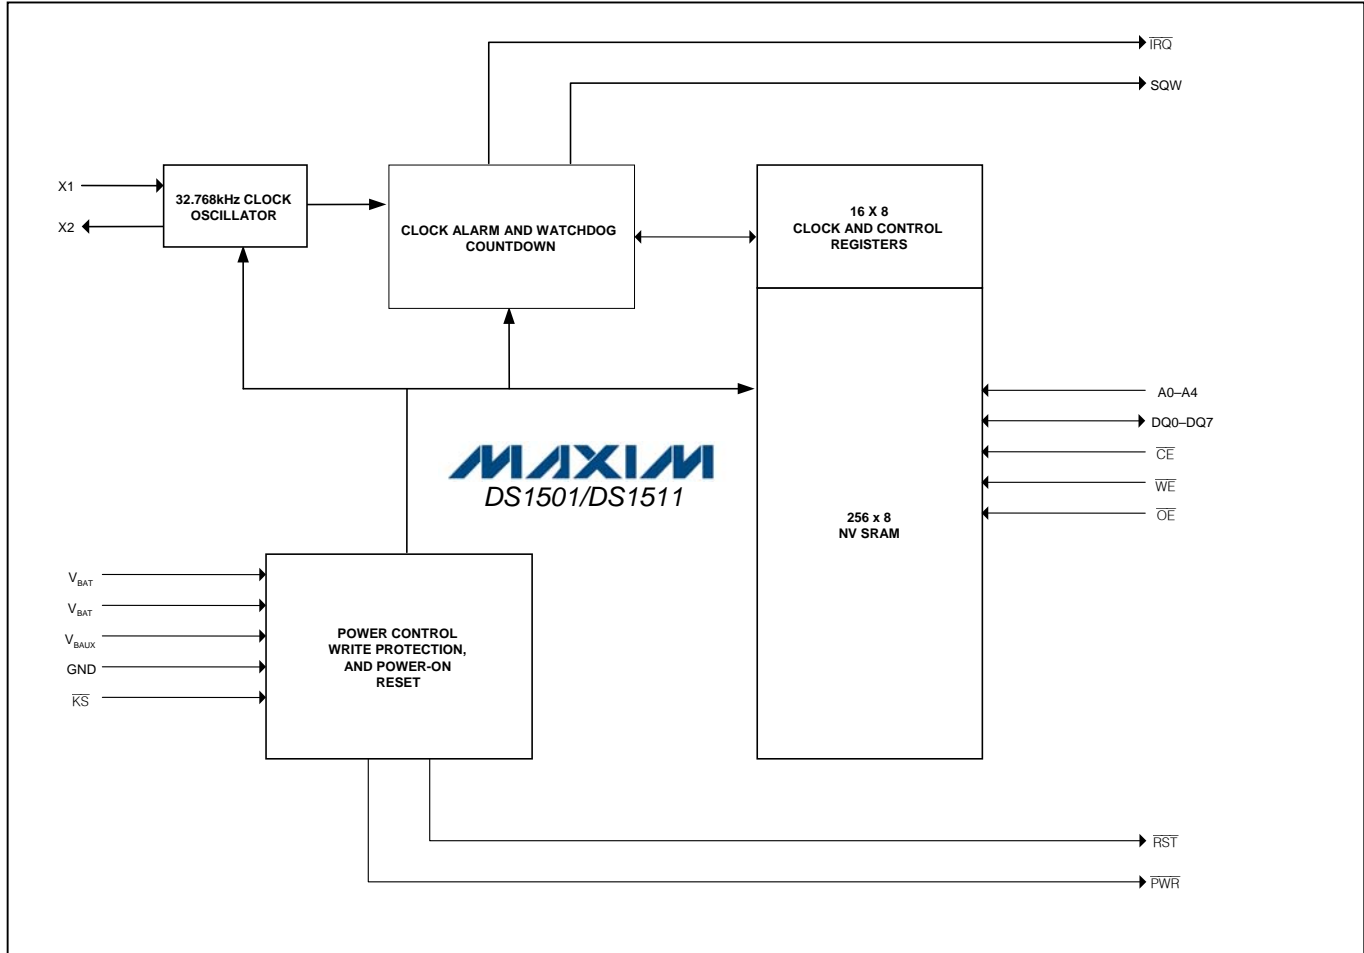 IRQ
SQW
X1
X2
32.768kHz CLOCK
OSCILLATOR
CLOCK ALARM AND WATCHDOG
COUNTDOWN
16 X 8
CLOCK AND CONTROL
REGISTERS
A0–A4
DQ0–DQ7
CE
WE
OE
MAXIM
DS1501/DS1511
256 x 8
NV SRAM
VBAT
VBAT
VBAUX
GND
KS
POWER CONTROL
WRITE PROTECTION,
AND POWER-ON
RESET
RST
PWR